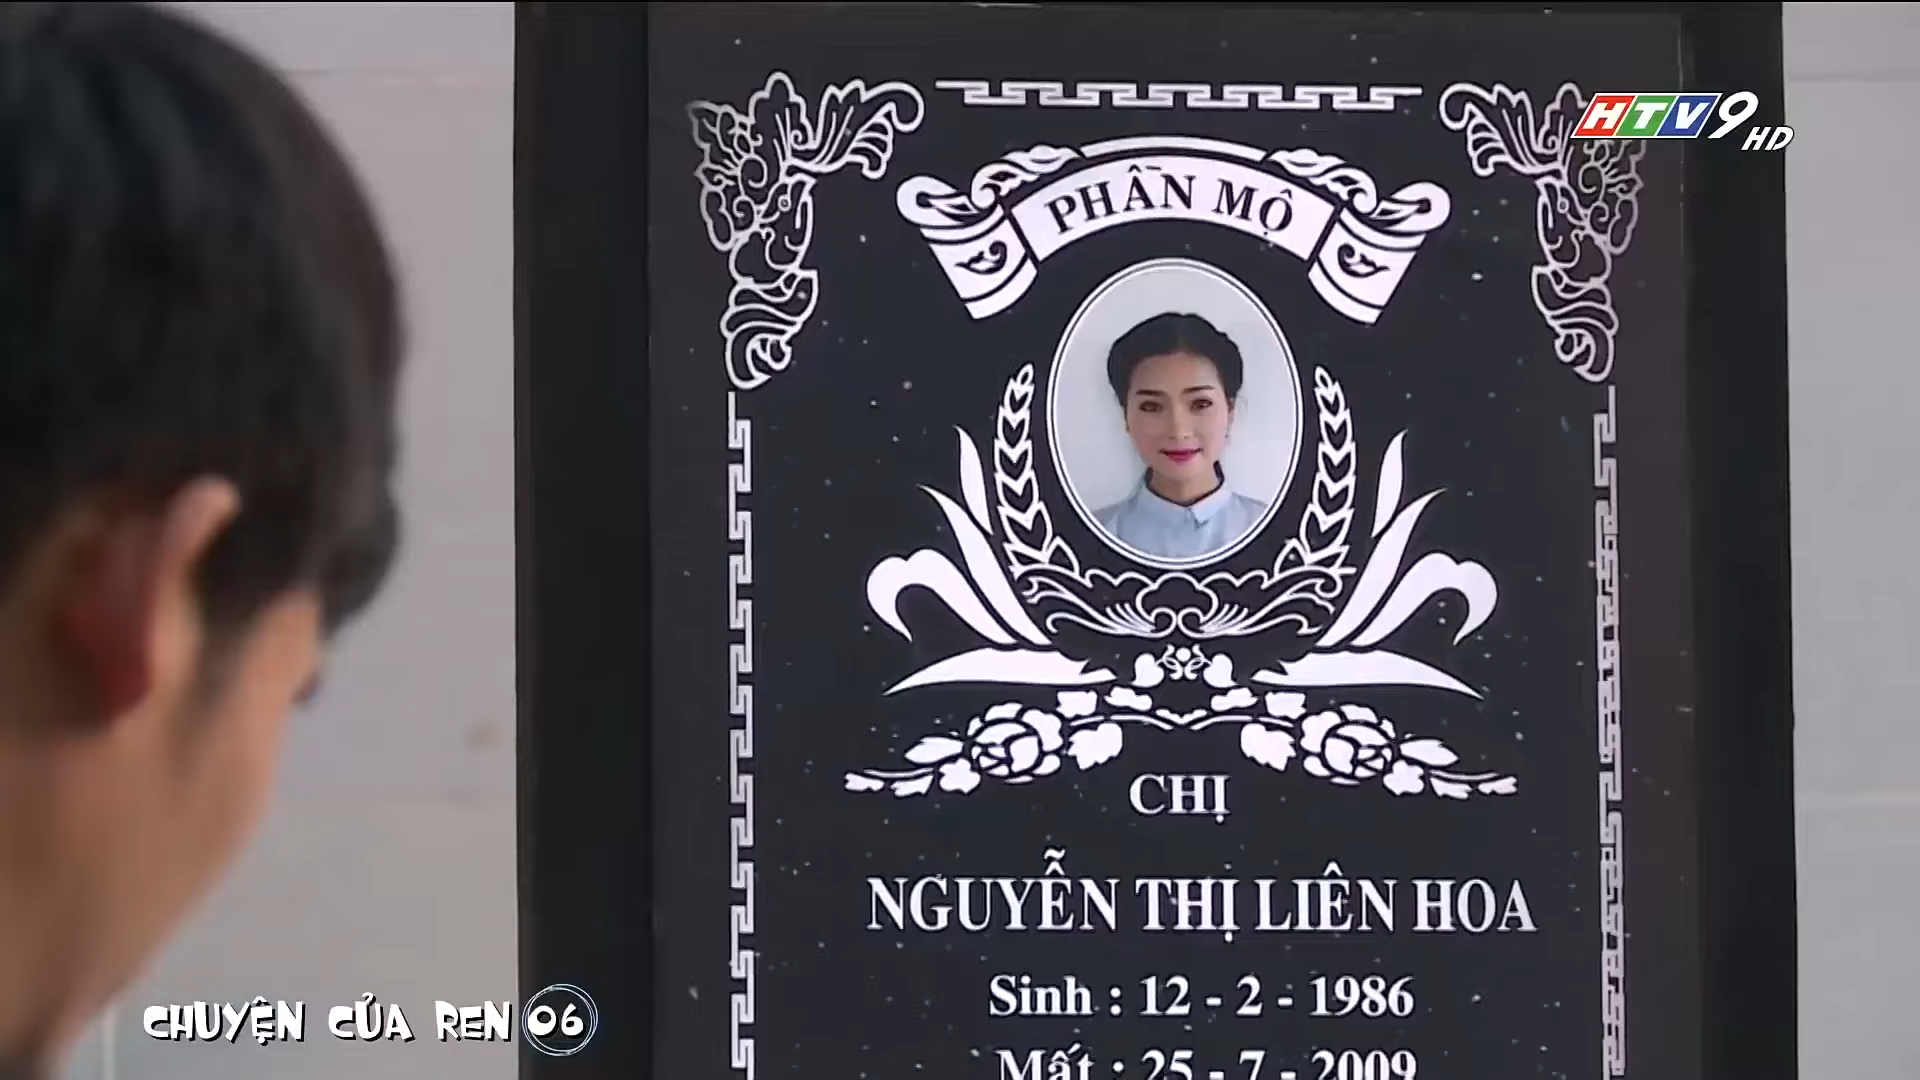 HTV9 HD
PHẦN MỘ
CHỊ
NGUYỄN THỊ LIÊN HOA
Sinh : 12 - 2 - 1986
Mất : 25 - 7 - 2009
CHUYỆN CỦA REN 06